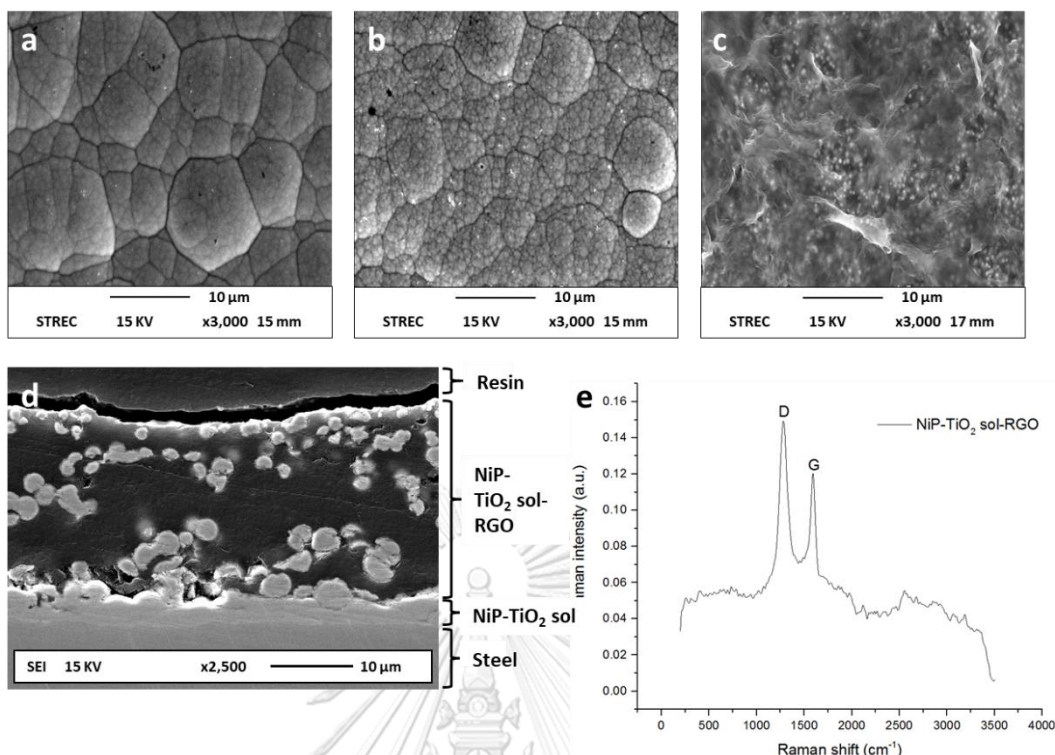 a
10 µm
STREC 15 KV x3,000 15 mm
b
10 µm
STREC 15 KV x3,000 15 mm
c
10 µm
STREC 15 KV x3,000 17 mm
d
Resin
NiP-
TiO₂ sol-
RGO
NiP-TiO₂ sol
Steel
SEI 15 KV x2,500 10 µm
e
D
G
NiP-TiO₂ sol-RGO
0.16
0.14
0.12
0.10
0.08
0.06
0.04
0.02
0.00
man intensity (a.u.)
0 500 1000 1500 2000 2500 3000 3500 4000
Raman shift (cm⁻¹)